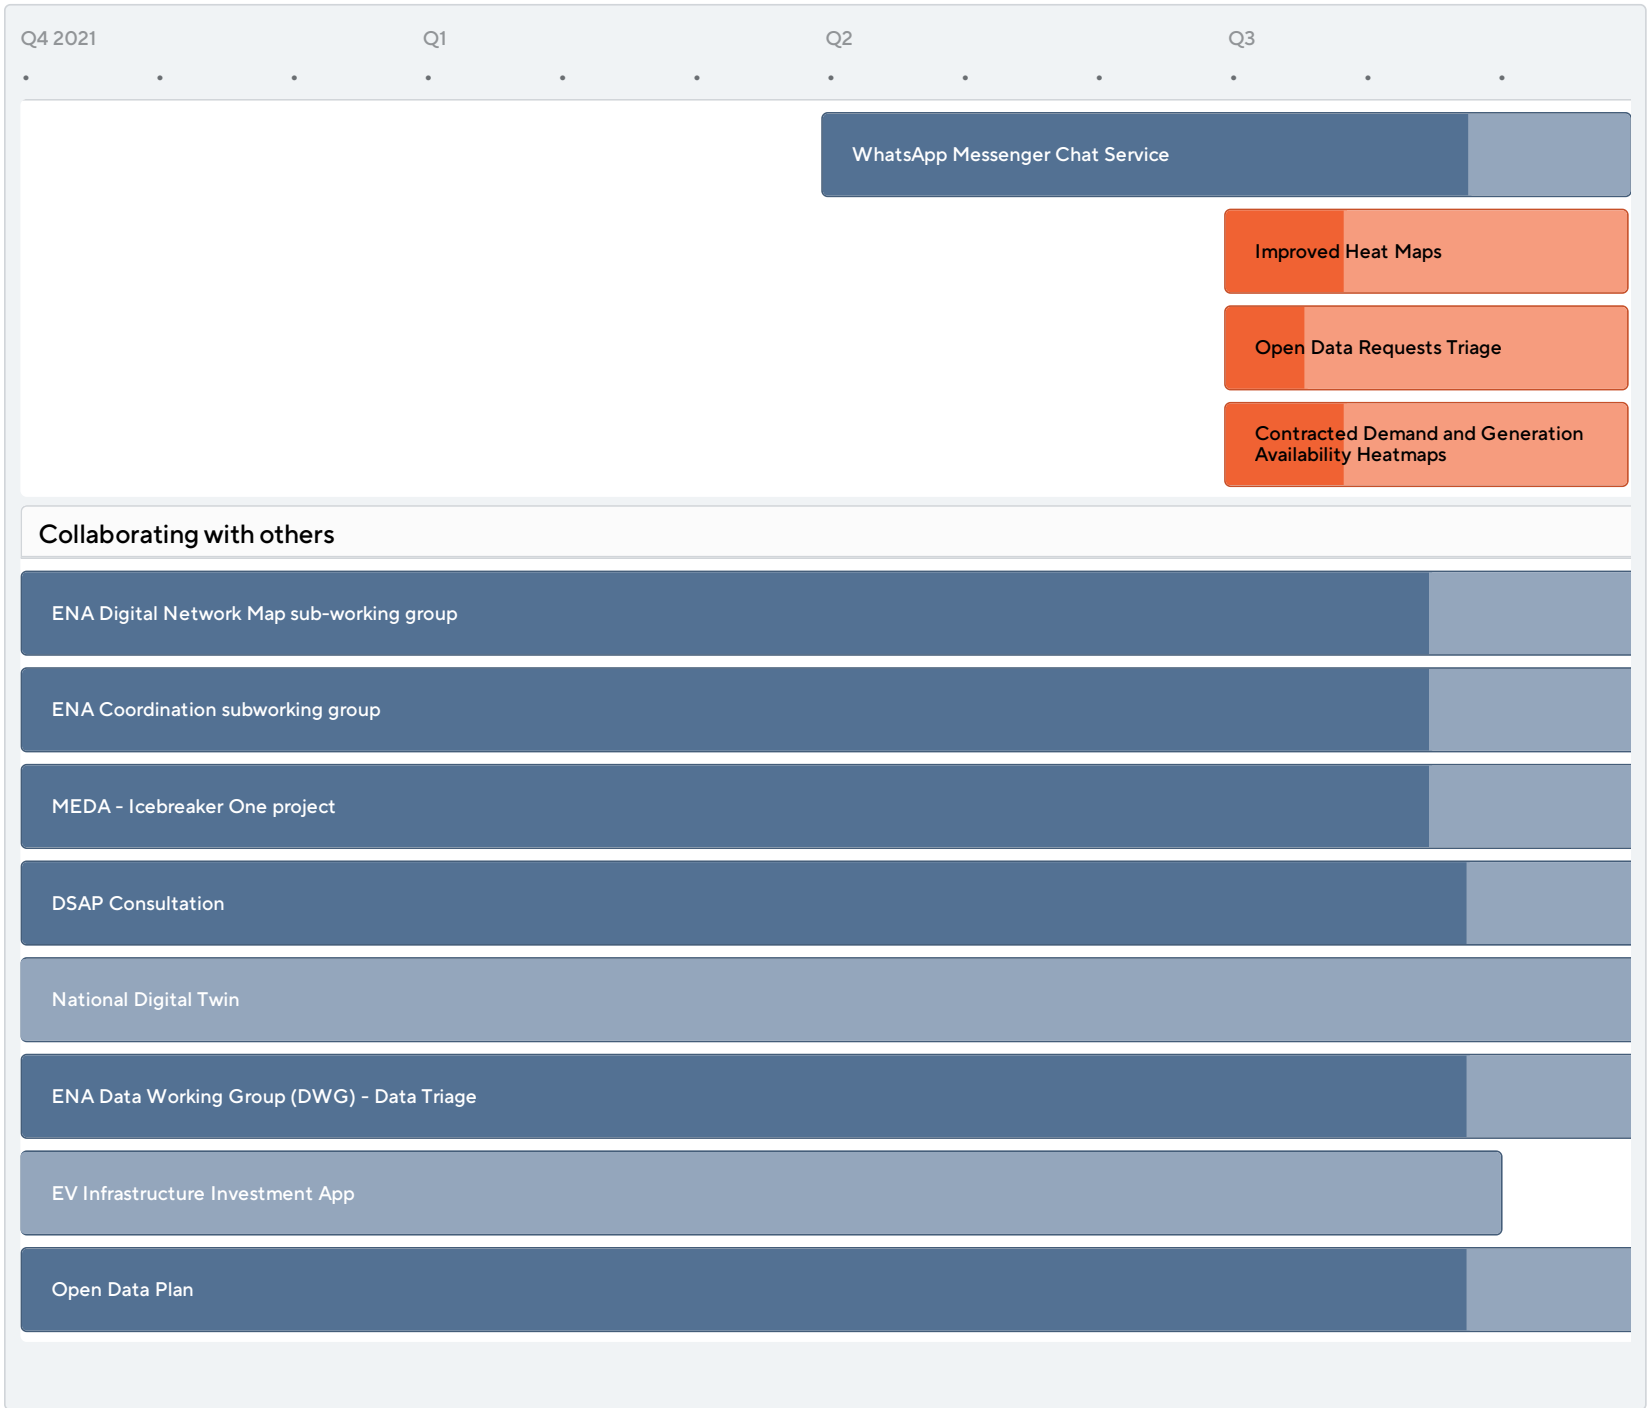 Q4 2021 Q1 Q2 Q3
WhatsApp Messenger Chat Service
Improved Heat Maps
Open Data Requests Triage
Contracted Demand and Generation
Availability Heatmaps
Collaborating with others
ENA Digital Network Map sub-working group
ENA Coordination subworking group
MEDA - Icebreaker One project
DSAP Consultation
National Digital Twin
ENA Data Working Group (DWG) - Data Triage
EV Infrastructure Investment App
Open Data Plan